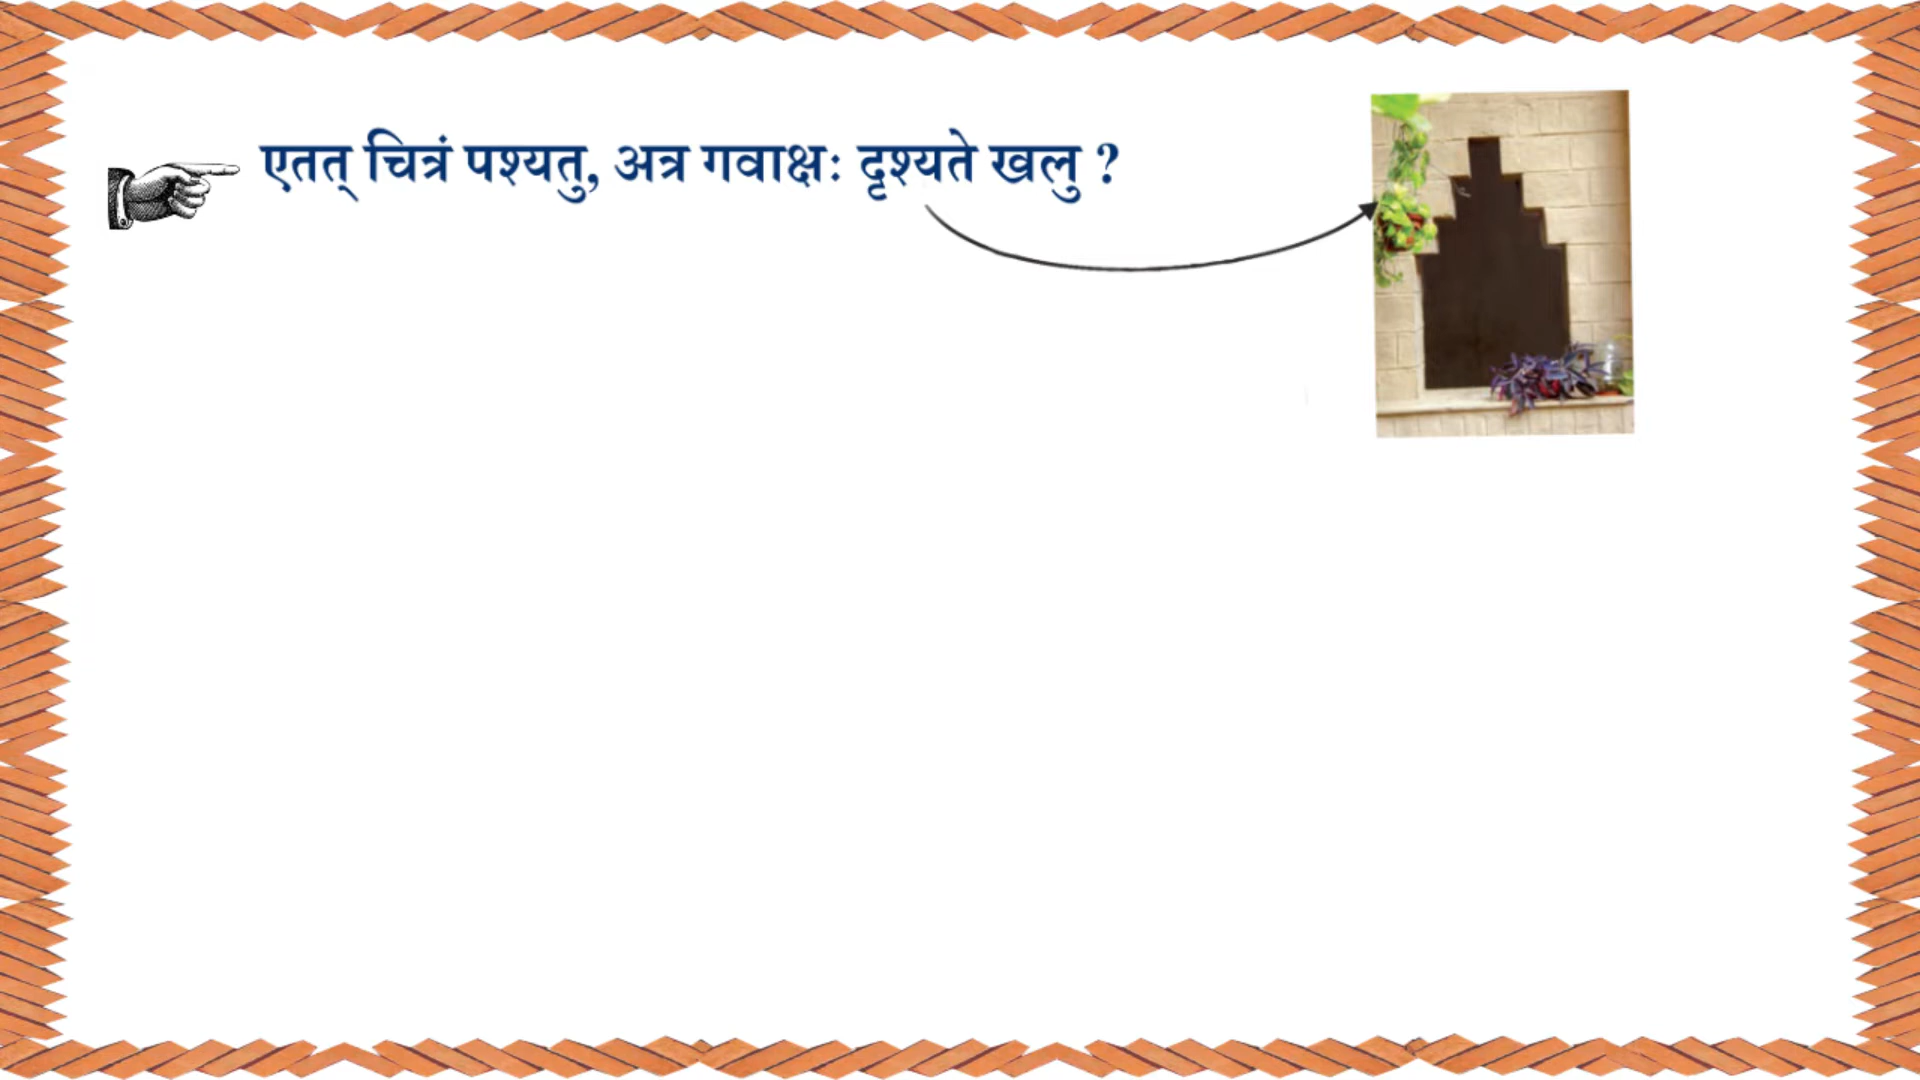 एतत् चित्रं पश्यतु, अत्र गवाक्षः दृश्यते खलु ?